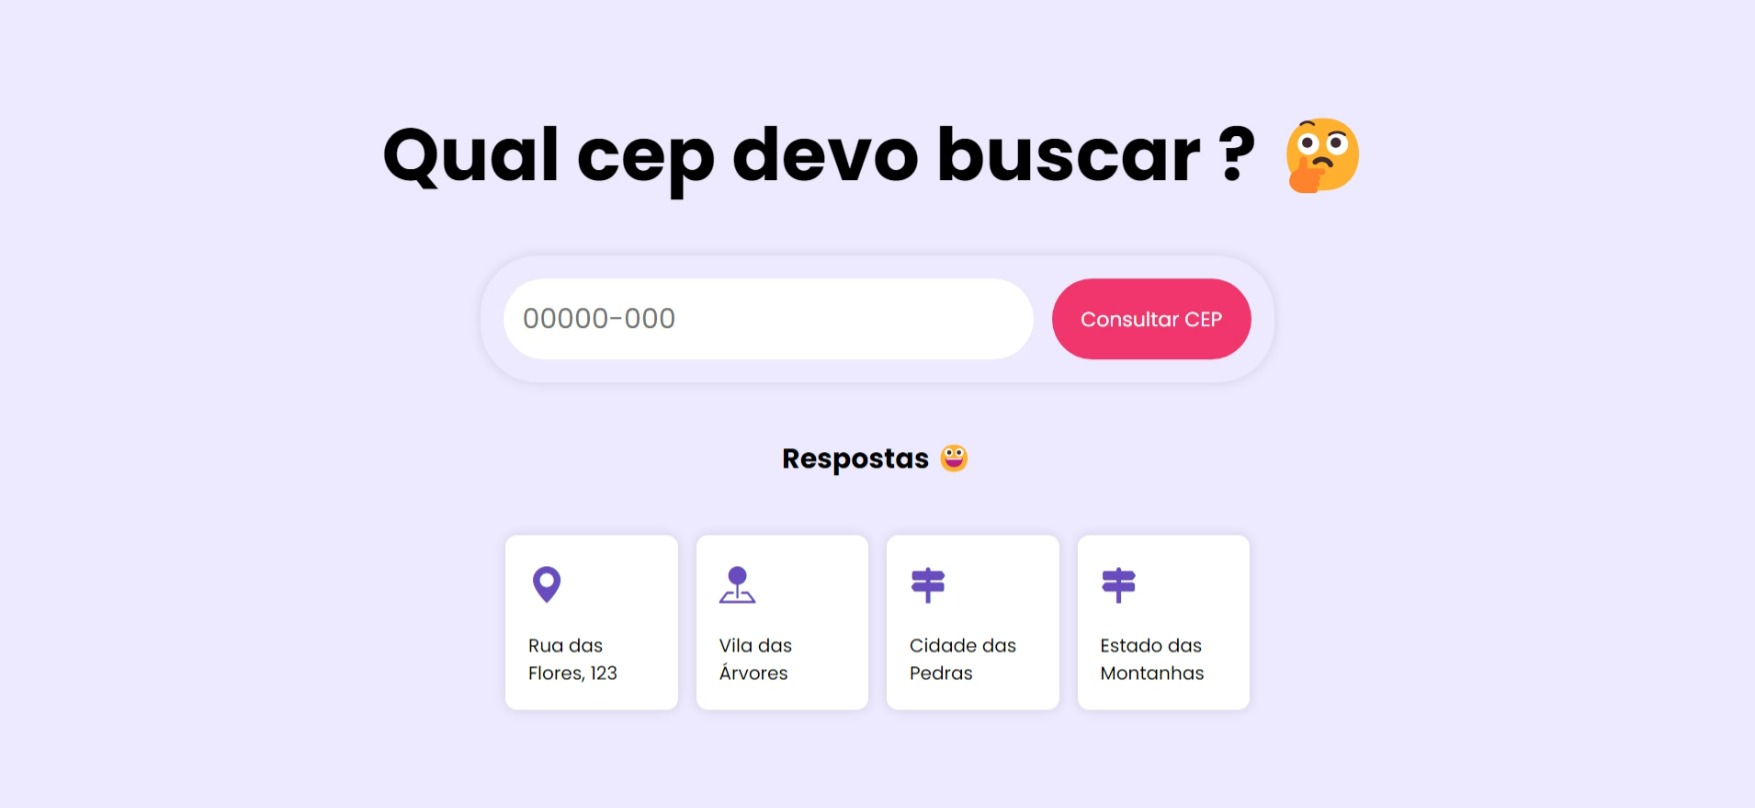 Qual cep devo buscar ? 🤔
00000-000
Consultar CEP
Respostas 😀
Rua das
Flores, 123
Vila das
Árvores
Cidade das
Pedras
Estado das
Montanhas